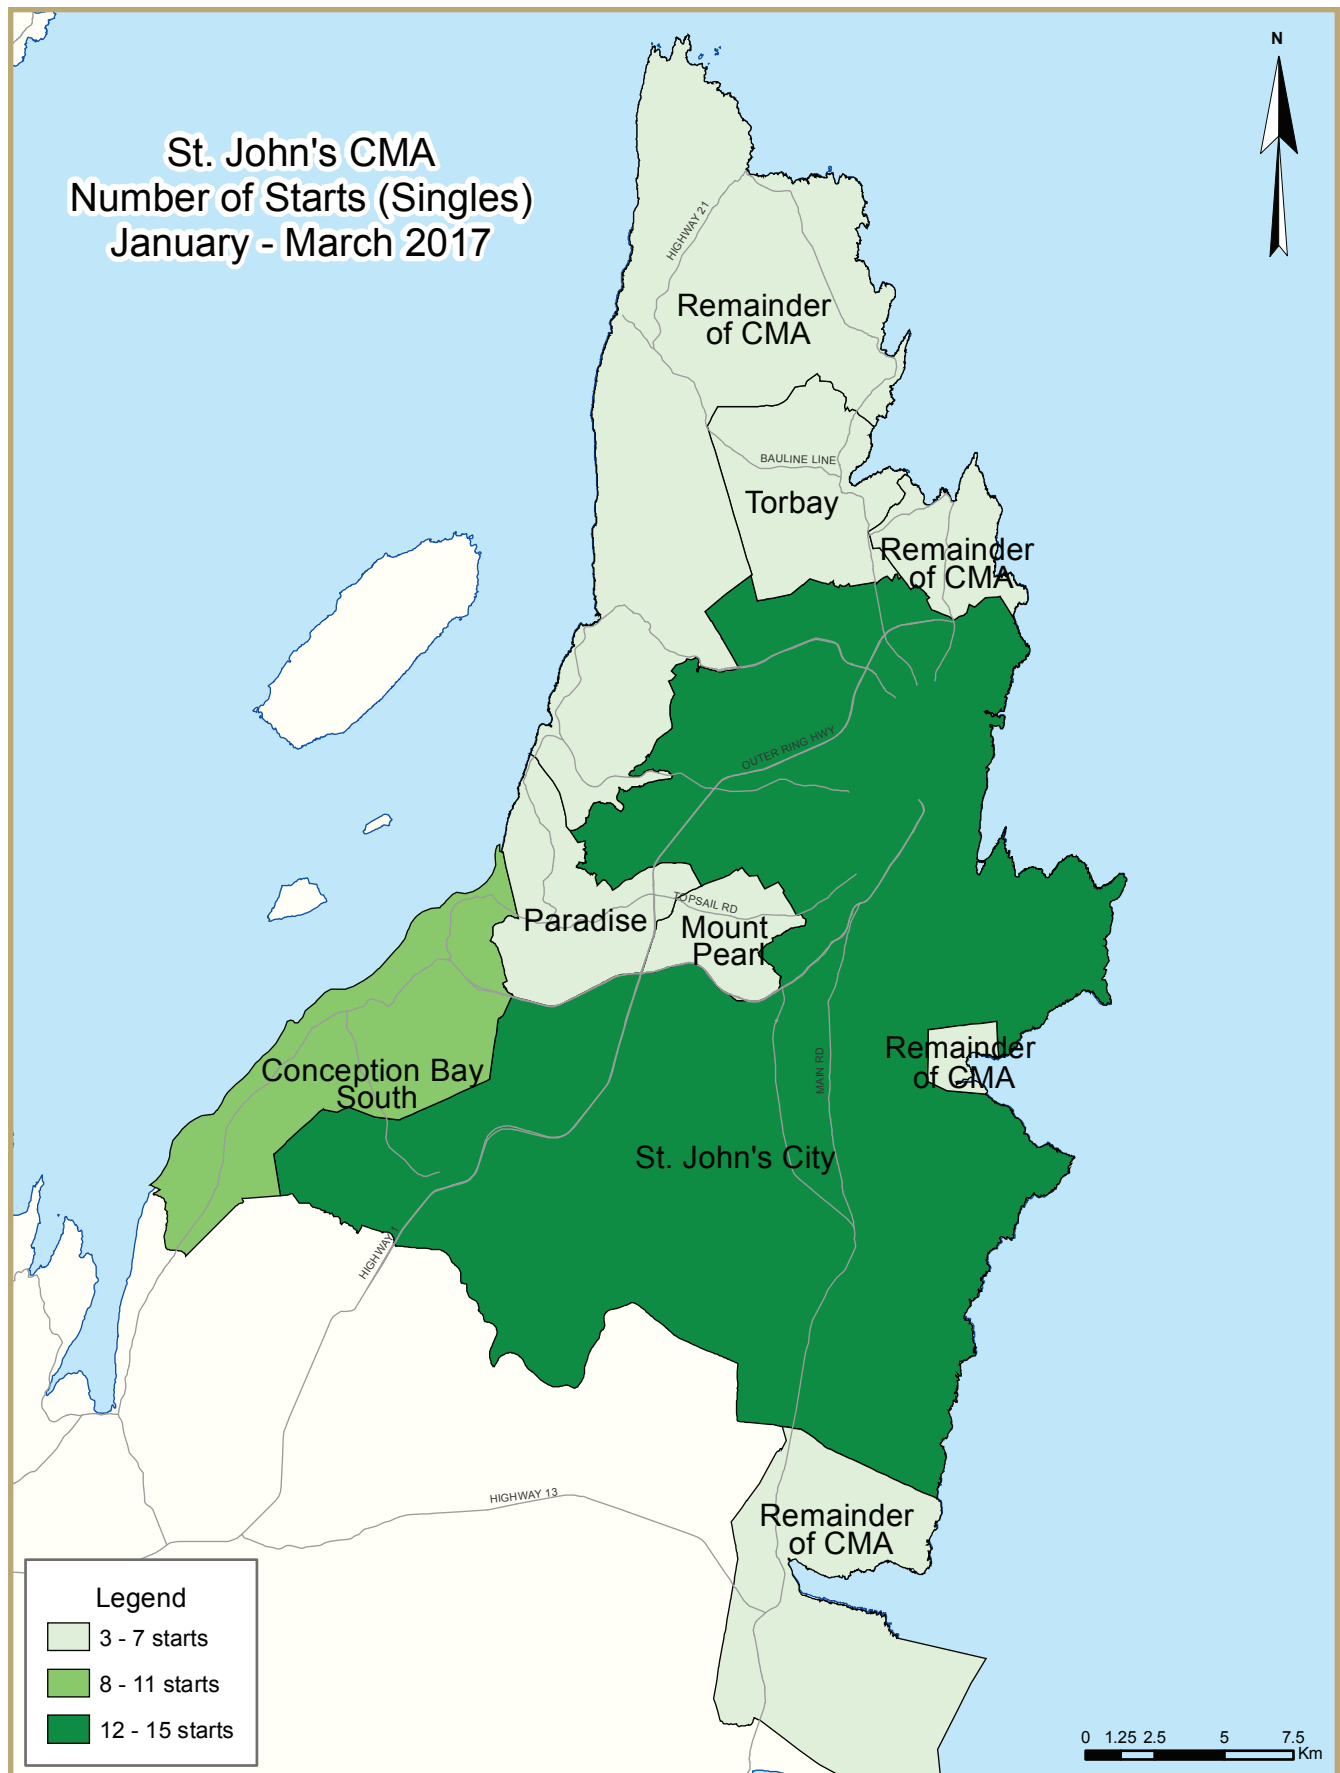 N
St. John's CMA
Number of Starts (Singles)
January - March 2017
HIGHWAY 21
Remainder
of CMA
BAULINE LINE
Torbay
Remainder
of CMA
OUTER RING HWY
TOPSAIL RD
Paradise
Mount
Pearl
Remainder
of CMA
MAIN RD
Conception Bay
South
St. John's City
HIGHWAY 1
HIGHWAY 13
Remainder
of CMA
Legend
3 - 7 starts
8 - 11 starts
12 - 15 starts
0 1.25 2.5 5 7.5
Km